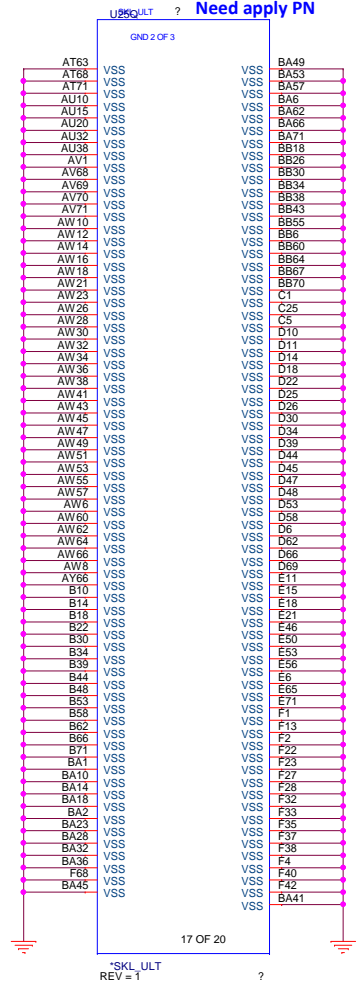 U25Q SKL_ULT ? Need apply PN
GND 2 OF 3
AT63 VSS VSS BA49
AT68 VSS VSS BA53
AT71 VSS VSS BA57
AU10 VSS VSS BA6
AU15 VSS VSS BA62
AU20 VSS VSS BA66
AU32 VSS VSS BA71
AU38 VSS VSS BB18
AV1 VSS VSS BB26
AV68 VSS VSS BB30
AV69 VSS VSS BB34
AV70 VSS VSS BB38
AV71 VSS VSS BB43
AW10 VSS VSS BB55
AW12 VSS VSS BB6
AW14 VSS VSS BB60
AW16 VSS VSS BB64
AW18 VSS VSS BB67
AW21 VSS VSS BB70
AW23 VSS VSS C1
AW26 VSS VSS C25
AW28 VSS VSS C5
AW30 VSS VSS D10
AW32 VSS VSS D11
AW34 VSS VSS D14
AW36 VSS VSS D18
AW38 VSS VSS D22
AW41 VSS VSS D25
AW43 VSS VSS D26
AW45 VSS VSS D30
AW47 VSS VSS D34
AW49 VSS VSS D39
AW51 VSS VSS D44
AW53 VSS VSS D45
AW55 VSS VSS D47
AW57 VSS VSS D48
AW6 VSS VSS D53
AW60 VSS VSS D58
AW62 VSS VSS D6
AW64 VSS VSS D62
AW66 VSS VSS D66
AW8 VSS VSS D69
AY66 VSS VSS E11
B10 VSS VSS E15
B14 VSS VSS E18
B18 VSS VSS E21
B22 VSS VSS E46
B30 VSS VSS E50
B34 VSS VSS E53
B39 VSS VSS E56
B44 VSS VSS E6
B48 VSS VSS E65
B53 VSS VSS E71
B58 VSS VSS F1
B62 VSS VSS F13
B66 VSS VSS F2
B71 VSS VSS F22
BA1 VSS VSS F23
BA10 VSS VSS F27
BA14 VSS VSS F28
BA18 VSS VSS F32
BA2 VSS VSS F33
BA23 VSS VSS F35
BA28 VSS VSS F37
BA32 VSS VSS F38
BA36 VSS VSS F4
F68 VSS VSS F40
BA45 VSS VSS F42
VSS BA41
17 OF 20
*SKL_ULT
REV = 1 ?